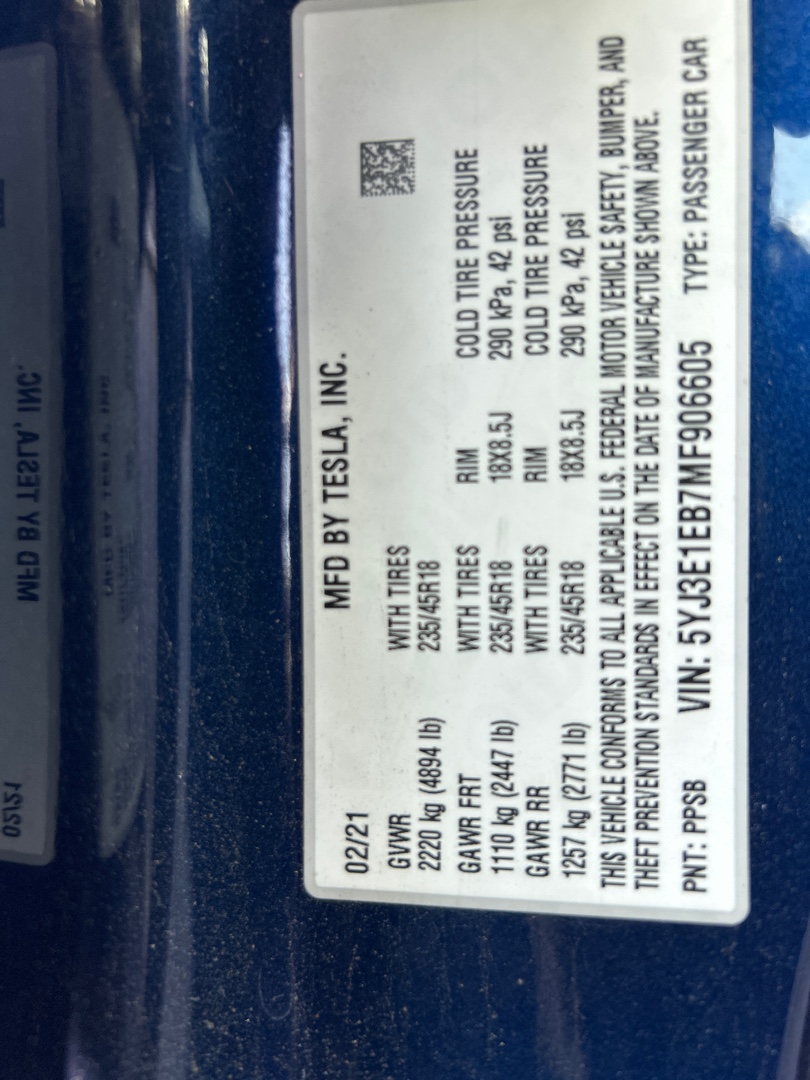 MFD BY TESLA, INC.
02/21
GVWR WITH TIRES
2220 kg (4894 lb) 235/45R18
GAWR FRT WITH TIRES RIM COLD TIRE PRESSURE
1110 kg (2447 lb) 235/45R18 18X8.5J 290 kPa, 42 psi
GAWR RR WITH TIRES RIM COLD TIRE PRESSURE
1257 kg (2771 lb) 235/45R18 18X8.5J 290 kPa, 42 psi
THIS VEHICLE CONFORMS TO ALL APPLICABLE U.S. FEDERAL MOTOR VEHICLE SAFETY, BUMPER, AND
THEFT PREVENTION STANDARDS IN EFFECT ON THE DATE OF MANUFACTURE SHOWN ABOVE.
PNT: PPSB VIN: 5YJ3E1EB7MF906605 TYPE: PASSENGER CAR
MFD BY TESLA, INC.
02/21
MFD BY TESLA, INC.